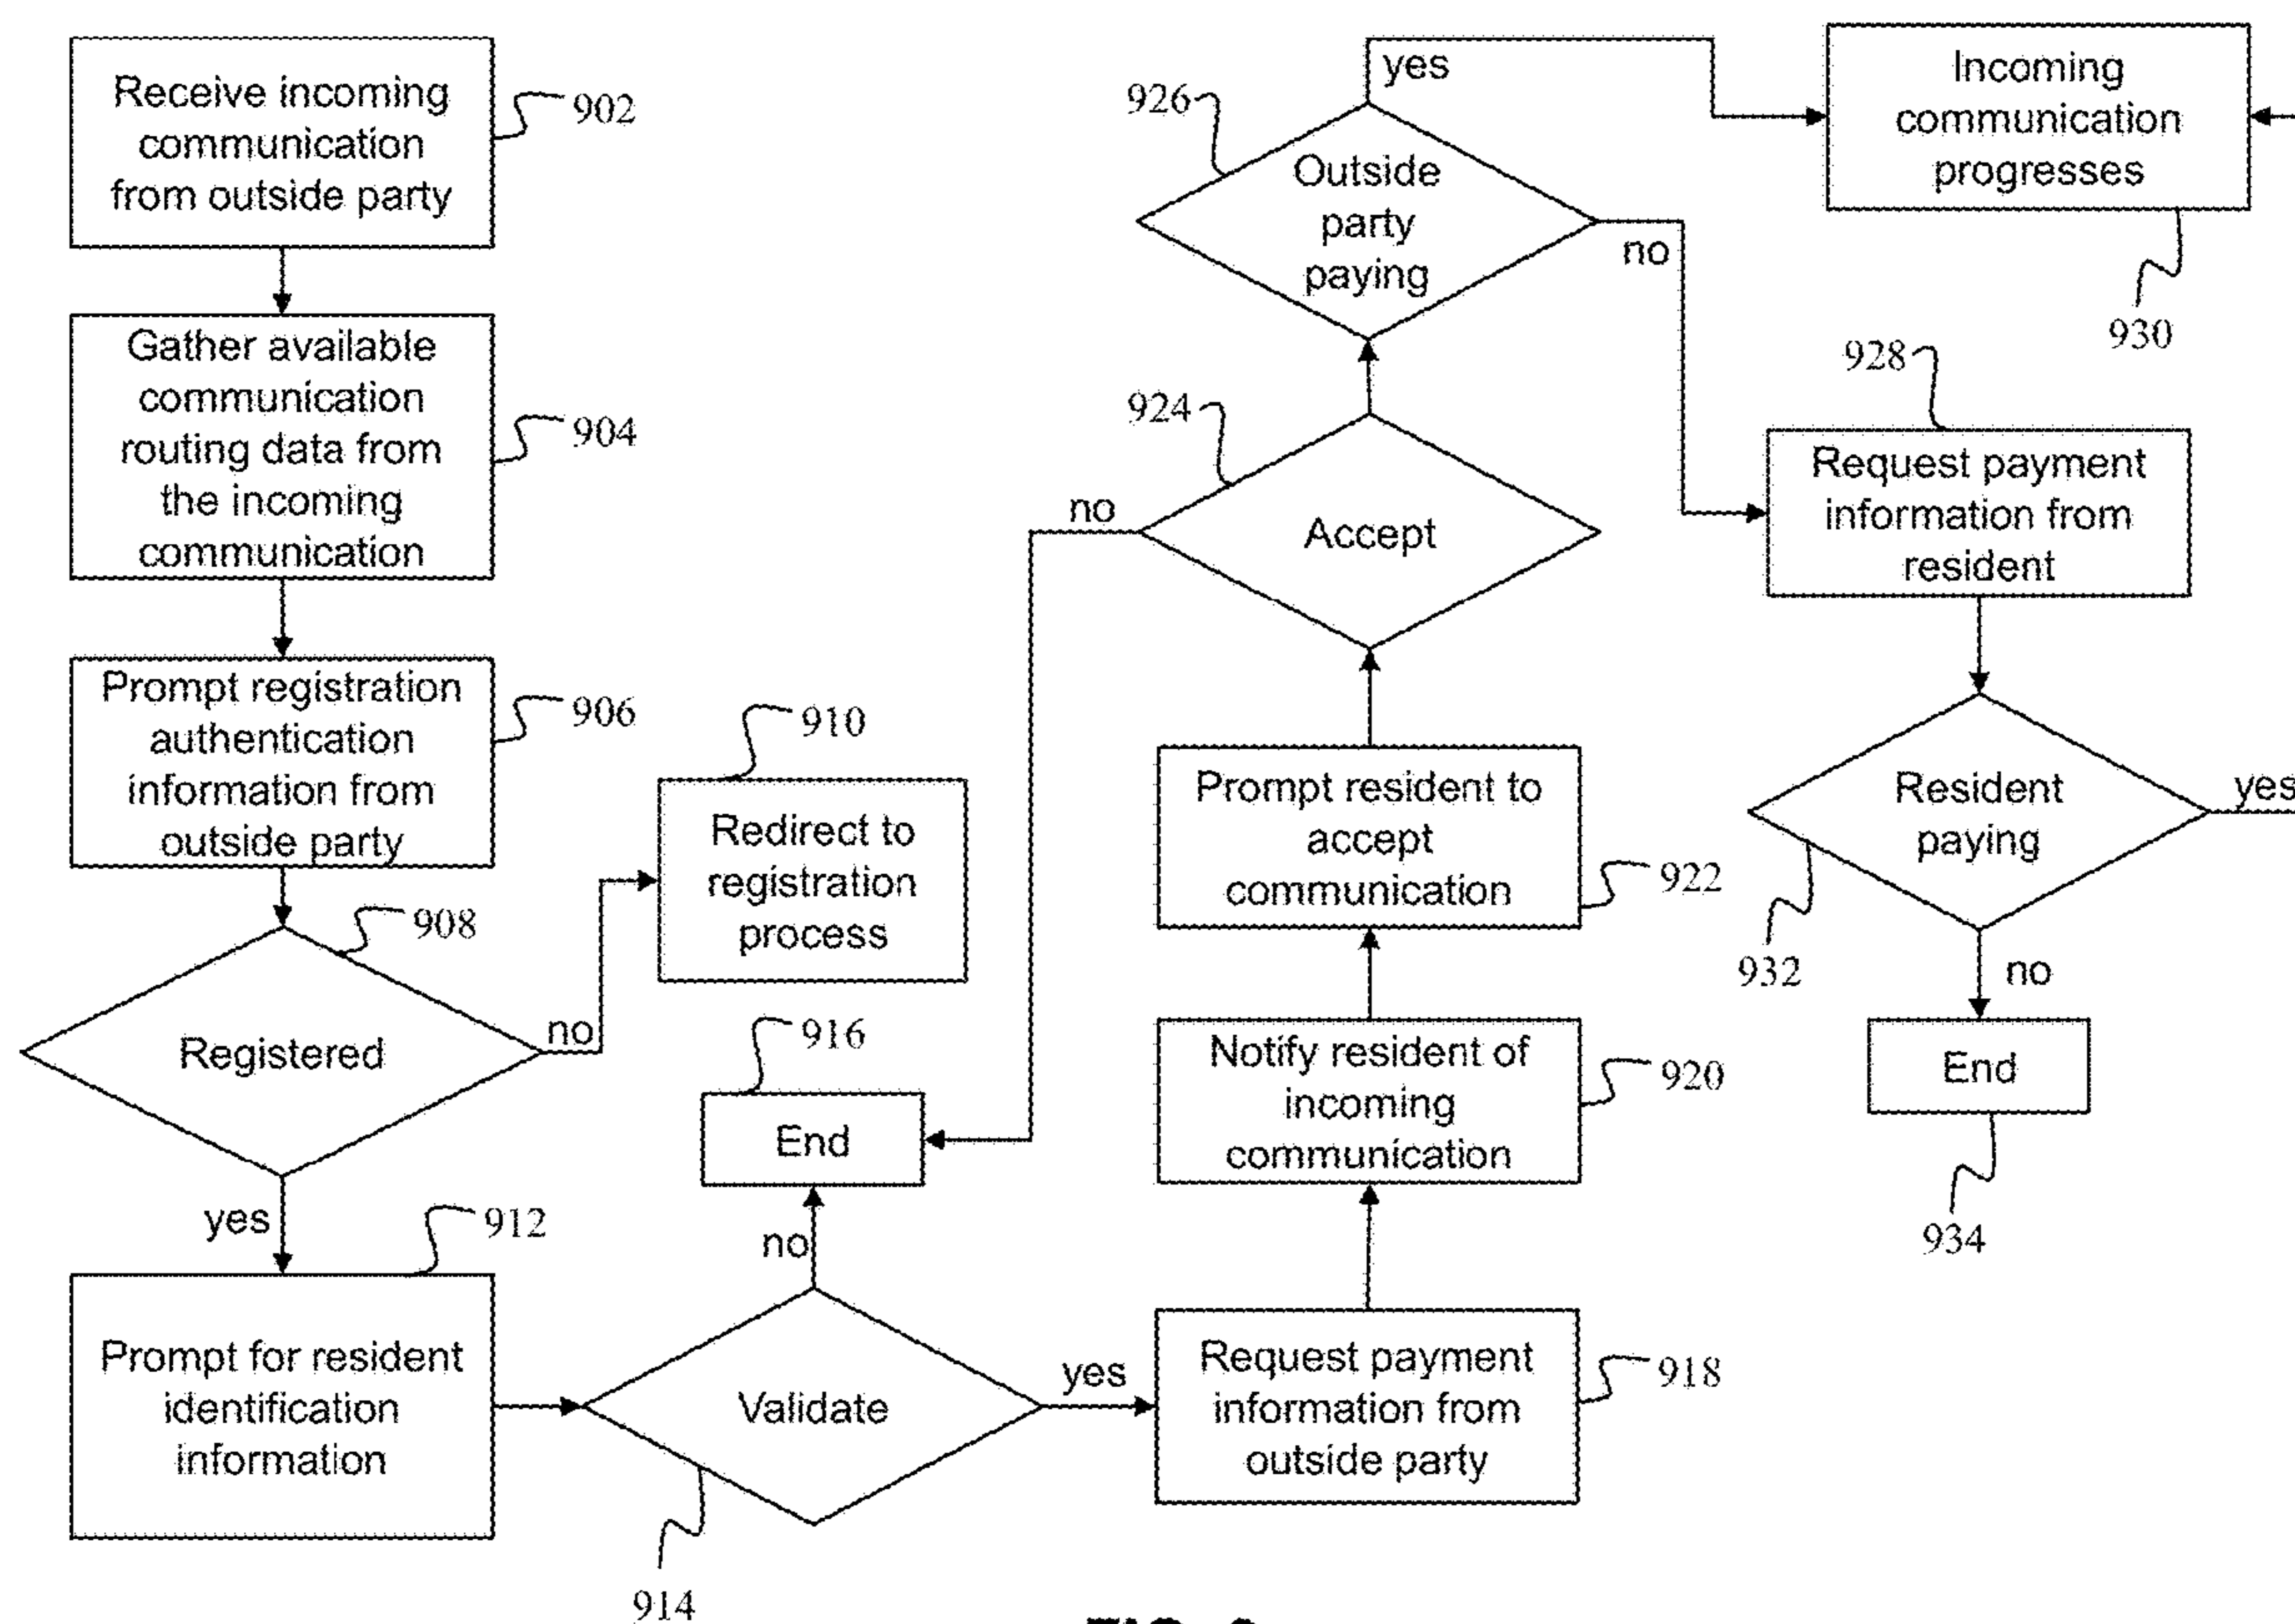 Receive incoming
communication
from outside party
902
Gather available
communication
routing data from
the incoming
communication
904
Prompt registration
authentication
information from
outside party
906
908
Registered
no
yes
910
Redirect to
registration
process
912
Prompt for resident
identification
information
914
Validate
no
yes
916
End
918
Request payment
information from
outside party
920
Notify resident of
incoming
communication
922
Prompt resident to
accept
communication
924
Accept
no
926
Outside
party
paying
yes
no
Incoming
communication
progresses
930
928
Request payment
information from
resident
Resident
paying
yes
932
no
End
934